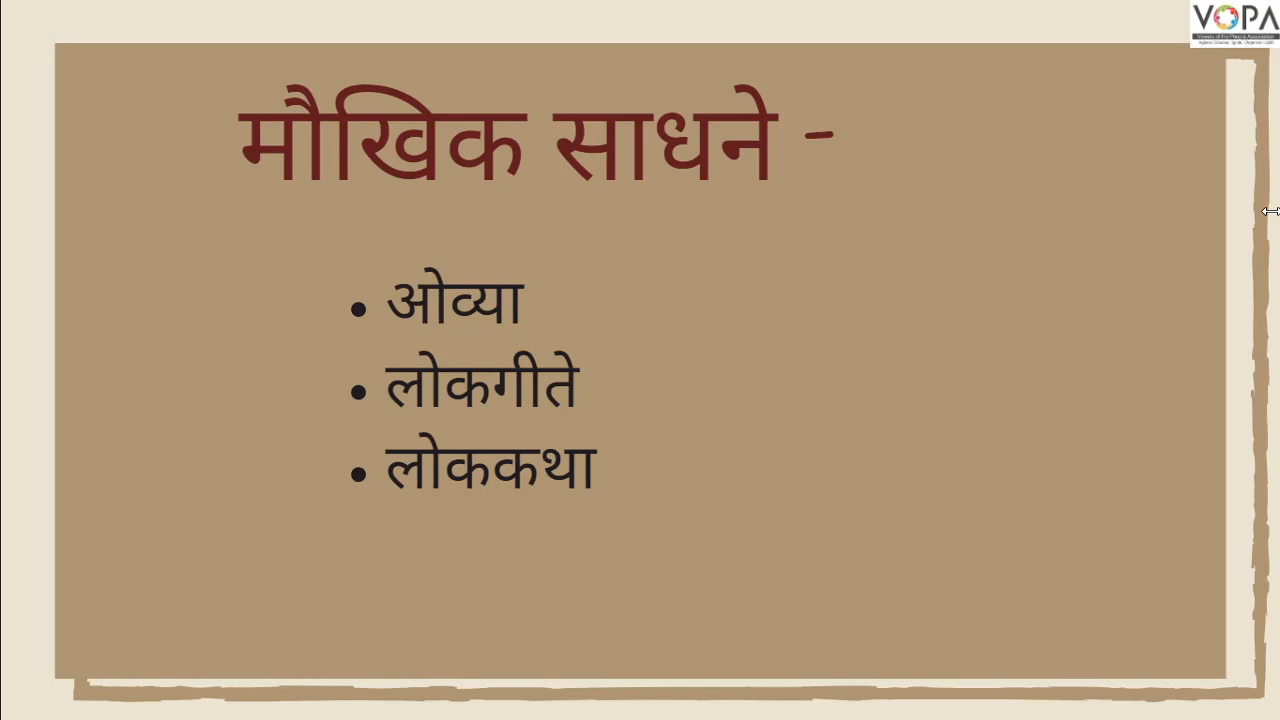 VOPA
मौखिक साधने -
• ओव्या
• लोकगीते
• लोककथा